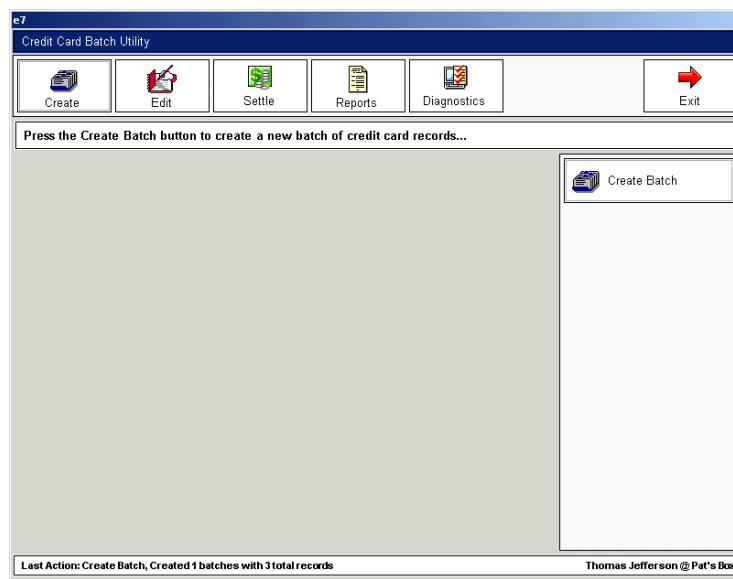 e7
Credit Card Batch Utility
Create Edit Settle Reports Diagnostics Exit
Press the Create Batch button to create a new batch of credit card records...
Create Batch
Last Action: Create Batch, Created 1 batches with 3 total records Thomas Jefferson @ Pat's Box